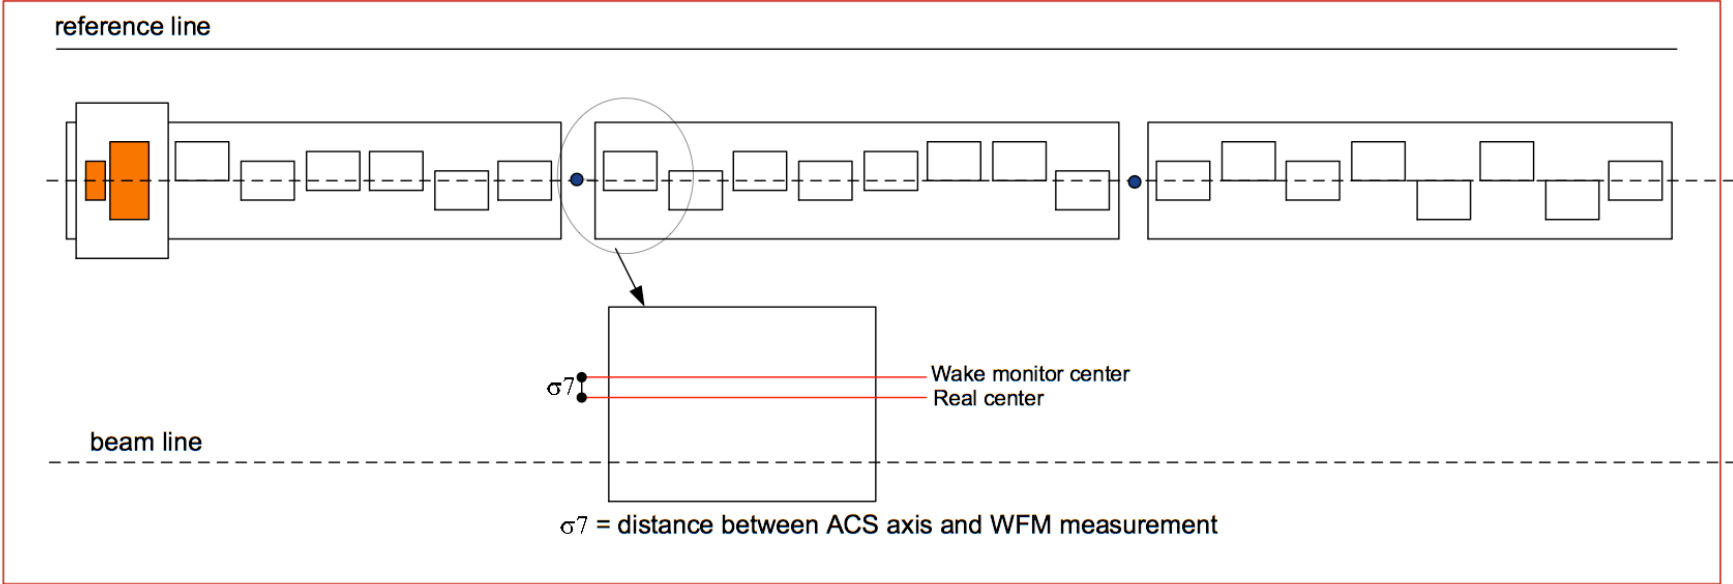 reference line
Wake monitor center
σ7
Real center
beam line
σ7 = distance between ACS axis and WFM measurement